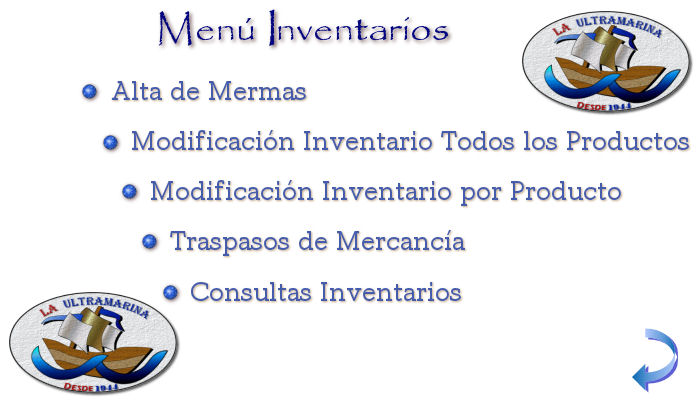 Menú Inventarios
LA ULTRAMARINA
DESDE 1944
Alta de Mermas
Modificación Inventario Todos los Productos
Modificación Inventario por Producto
Traspasos de Mercancía
Consultas Inventarios
LA ULTRAMARINA
DESDE 1944